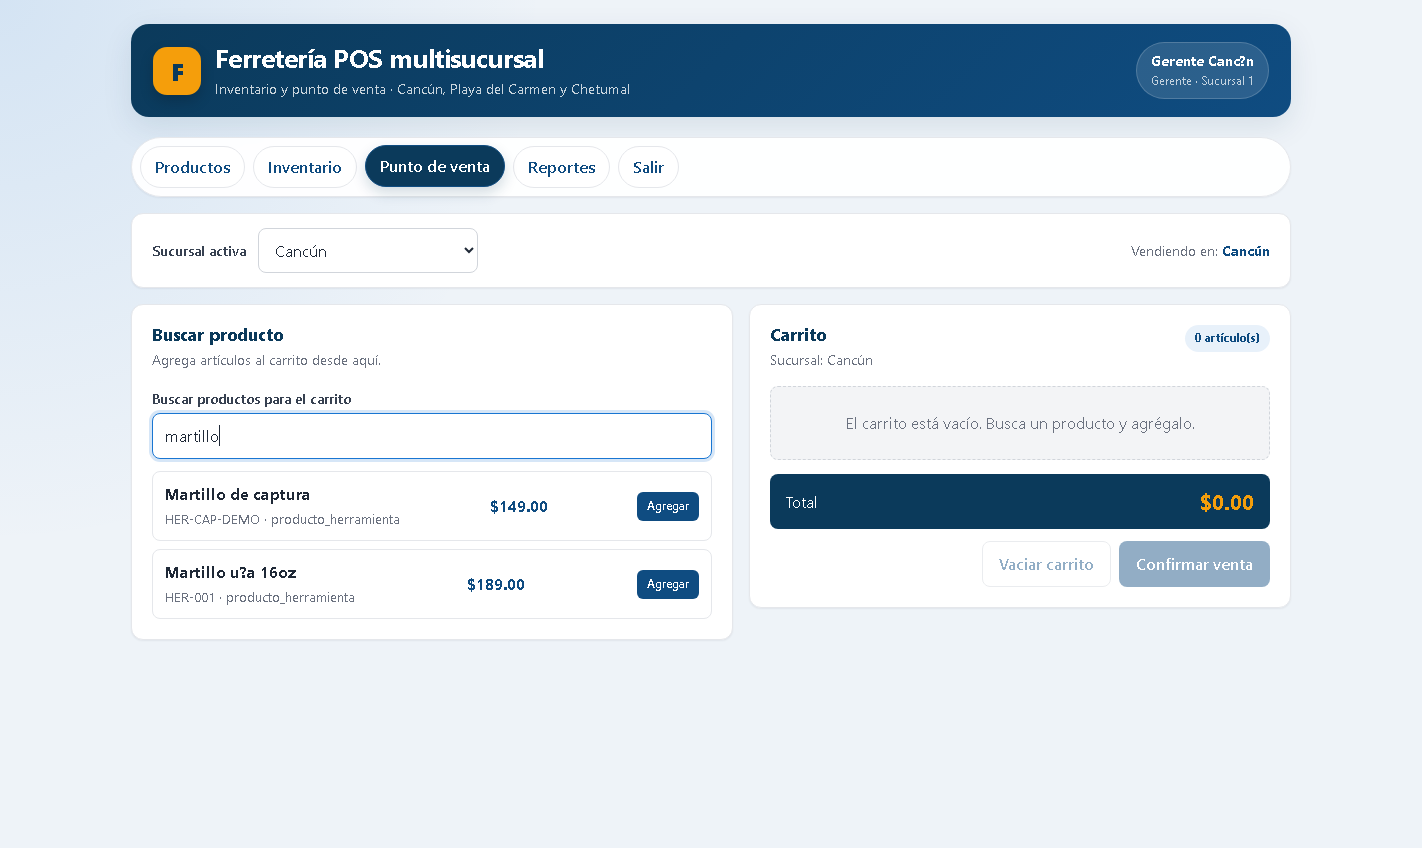 F
Ferretería POS multisucursal
Inventario y punto de venta · Cancún, Playa del Carmen y Chetumal
Gerente Canc?n
Gerente · Sucursal 1
Productos
Inventario
Punto de venta
Reportes
Salir
Sucursal activa
Cancún
Vendiendo en: Cancún
Buscar producto
Agrega artículos al carrito desde aquí.
Buscar productos para el carrito
martillo
Martillo de captura
HER-CAP-DEMO · producto_herramienta
$149.00
Agregar
Martillo u?a 16oz
HER-001 · producto_herramienta
$189.00
Agregar
Carrito
0 artículo(s)
Sucursal: Cancún
El carrito está vacío. Busca un producto y agrégalo.
Total
$0.00
Vaciar carrito
Confirmar venta